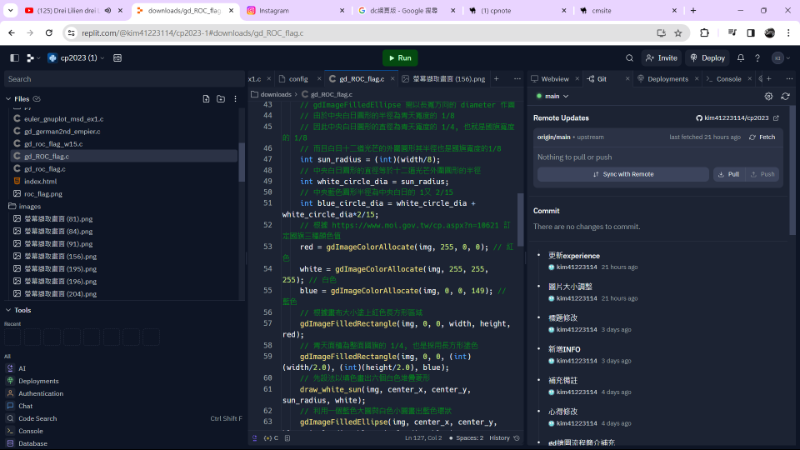 (125) Drei Lilien drei
downloads/gd_ROC_flag.c
Instagram
dc擴
- Google 搜尋
(1) cpnote
cmsite
replit.com/@kim41223114/cp2023-1#downloads/gd_ROC_flag.c
cp2023 (1)
Run
Invite
Deploy
Search
Files
euler_gnuplot_msd_ex1.c
gd_german2nd_empier.c
gd_roc_flag_w15.c
gd_ROC_flag.c
gd_roc_flag.c
index.html
roc_flag.png
images
螢幕擷取畫面 (81).png
螢幕擷取畫面 (84).png
螢幕擷取畫面 (91).png
螢幕擷取畫面 (156).png
螢幕擷取畫面 (195).png
螢幕擷取畫面 (196).png
螢幕擷取畫面 (204).png
Tools
Recent
All
AI
Deployments
Authentication
Chat
Code Search
Ctrl Shift F
Console
Database
x1.c
config
gd_ROC_flag.c
螢幕擷取畫面 (156).png
downloads
gd_ROC_flag.c
43 // gdImageFilledEllipse 需以長寬方向的 diameter 作圖
44 // 由於中央白日圓形的半徑為青天寬度的 1/8
45 // 因此中央白日圓形的直徑為青天寬度的 1/4, 也就是國旗寬度
的 1/8
46 // 而且白日十二道光芒的外圍圓形其半徑也是國旗寬度的1/8
47 int sun_radius = (int)(width/8);
48 // 中央白日圓形的直徑等於十二道光芒外圍圓形的半徑
49 int white_circle_dia = sun_radius;
50 // 中央藍色圓形半徑為中央白日的 1又 2/15
51 int blue_circle_dia = white_circle_dia +
white_circle_dia*2/15;
52 // 根據 https://www.moi.gov.tw/cp.aspx?n=10621 訂
定國旗三種顏色值
53 red = gdImageColorAllocate(img, 255, 0, 0); // 紅
色
54 white = gdImageColorAllocate(img, 255, 255,
255); // 白色
55 blue = gdImageColorAllocate(img, 0, 0, 149); //
藍色
56 // 根據畫布大小塗上紅色長方形區域
57 gdImageFilledRectangle(img, 0, 0, width, height,
red);
58 // 青天面積為整面國旗的 1/4, 也是採用長方形塗色
59 gdImageFilledRectangle(img, 0, 0, (int)
(width/2.0), (int)(height/2.0), blue);
60 // 先設法以填色畫出六個白色堆疊菱形
61 draw_white_sun(img, center_x, center_y,
sun_radius, white);
62 // 利用一個藍色大圓與白色小圓畫出藍色環狀
63 gdImageFilledEllipse(img, center_x, center_y,
C
Ln 127, Col 2
Spaces: 2
History
Webview
Git
Deployments
Console
main
Remote Updates
kim41223114/cp2023
origin/main • upstream
last fetched 21 hours ago
Fetch
Nothing to pull or push
Sync with Remote
Pull
Push
Commit
There are no changes to commit.
更新experience
kim41223114 21 hours ago
圖片大小調整
kim41223114 21 hours ago
標題修改
kim41223114 3 days ago
新增INFO
kim41223114 3 days ago
補充備註
kim41223114 4 days ago
心得修改
kim41223114 4 days ago